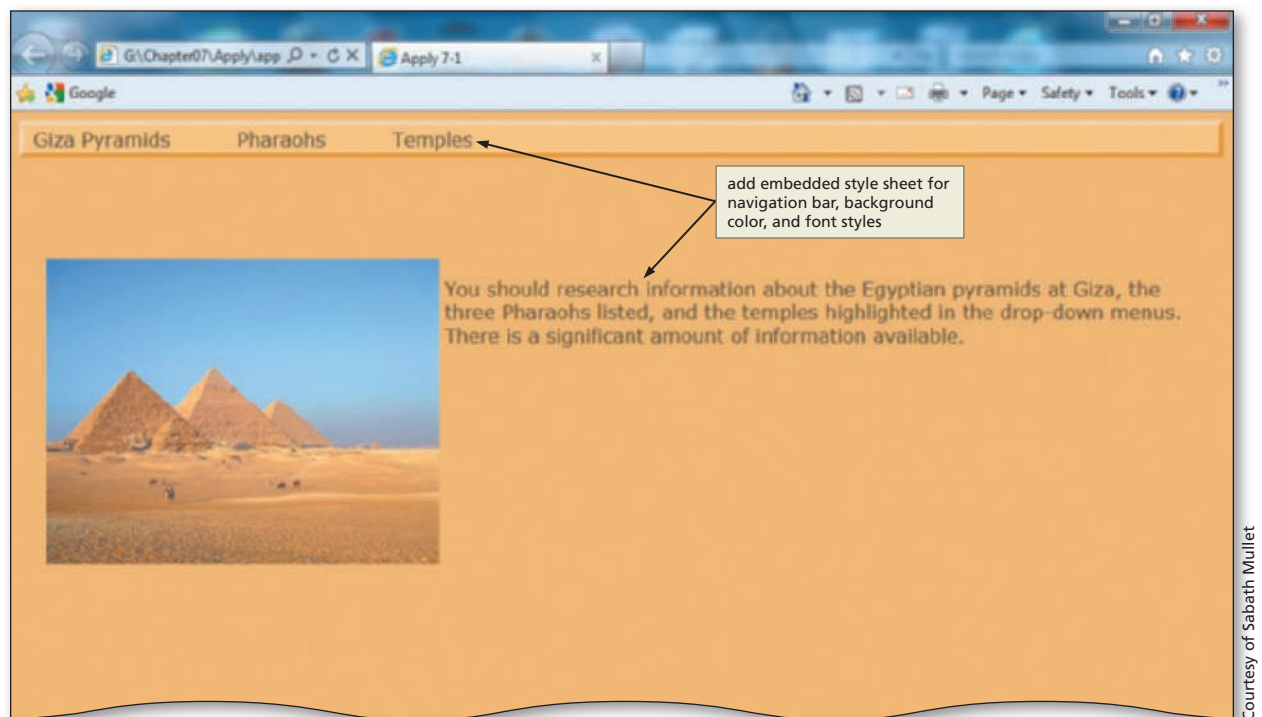 G:\Chapter07\Apply\app
Apply 7-1
Google
Page
Safety
Tools
Giza Pyramids Pharaohs Temples
add embedded style sheet for
navigation bar, background
color, and font styles
You should research information about the Egyptian pyramids at Giza, the
three Pharaohs listed, and the temples highlighted in the drop-down menus.
There is a significant amount of information available.
Courtesy of Sabath Mullet